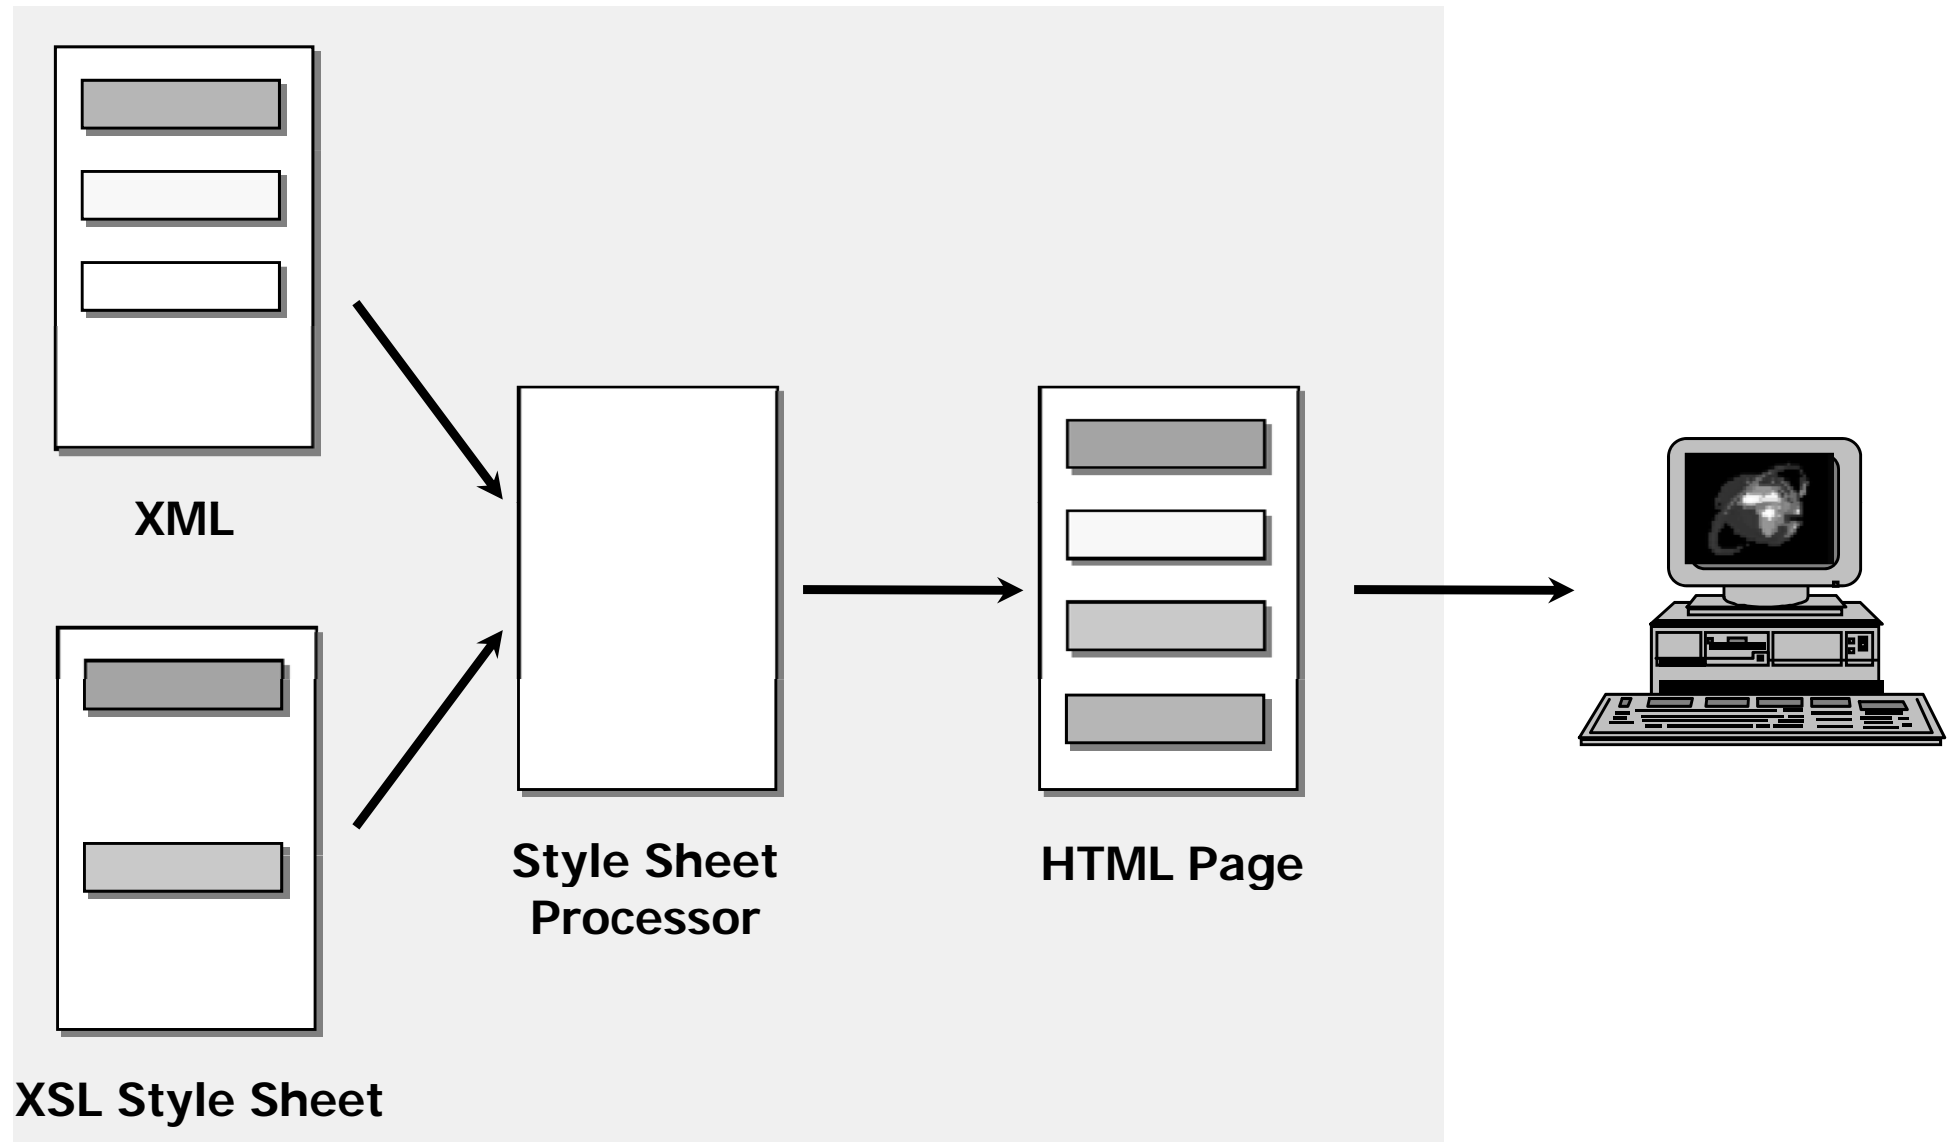 XML
XSL Style Sheet
Style Sheet
Processor
HTML Page